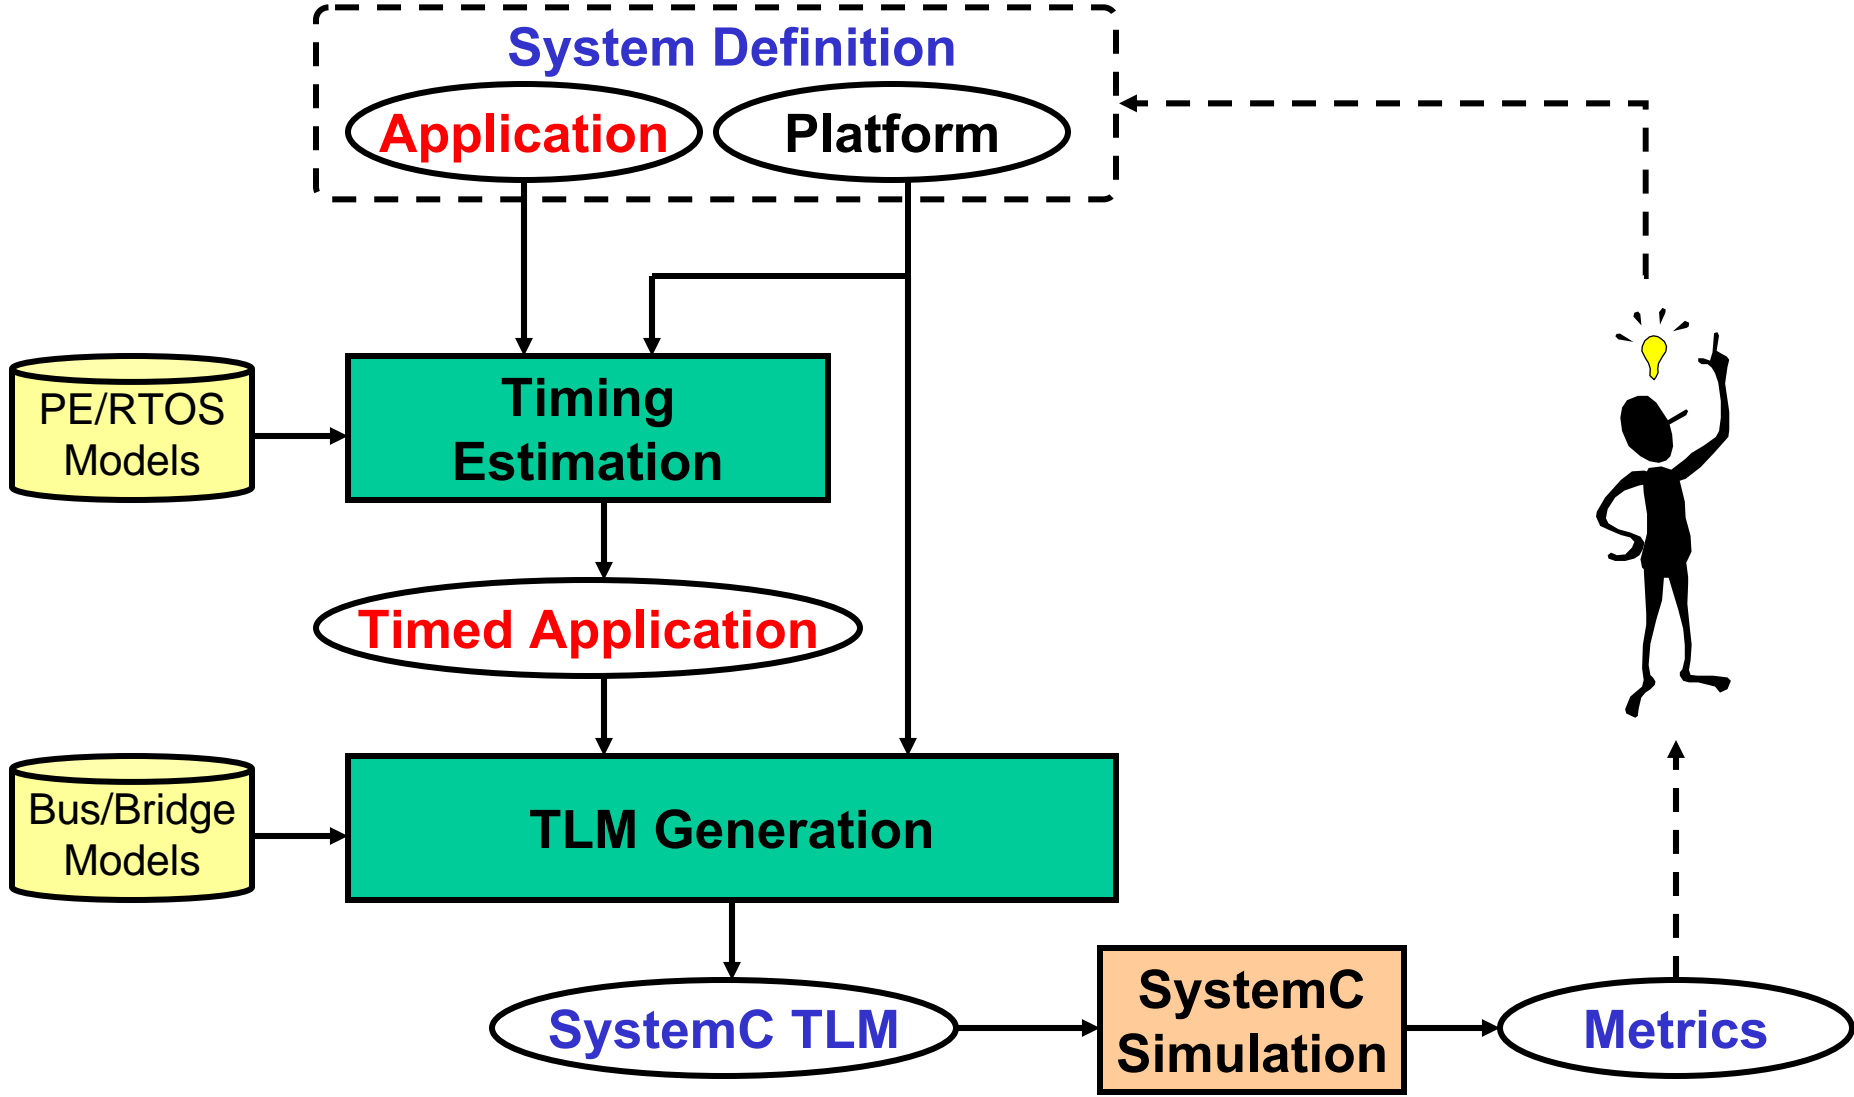 System Definition
Application
Platform
PE/RTOS
Models
Timing
Estimation
Timed Application
Bus/Bridge
Models
TLM Generation
SystemC TLM
SystemC
Simulation
Metrics